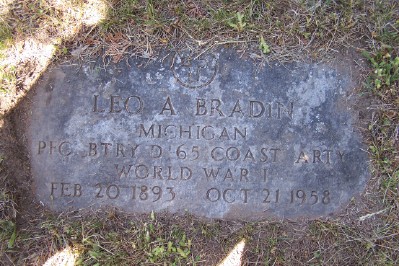 LEO A BRADIN
MICHIGAN
PFC BTRY D 65 COAST ARTY
WORLD WAR I
FEB 20 1893 OCT 21 1958